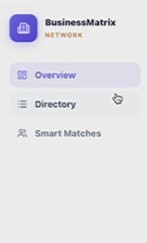 BusinessMatrix
NETWORK
Overview
Directory
Smart Matches